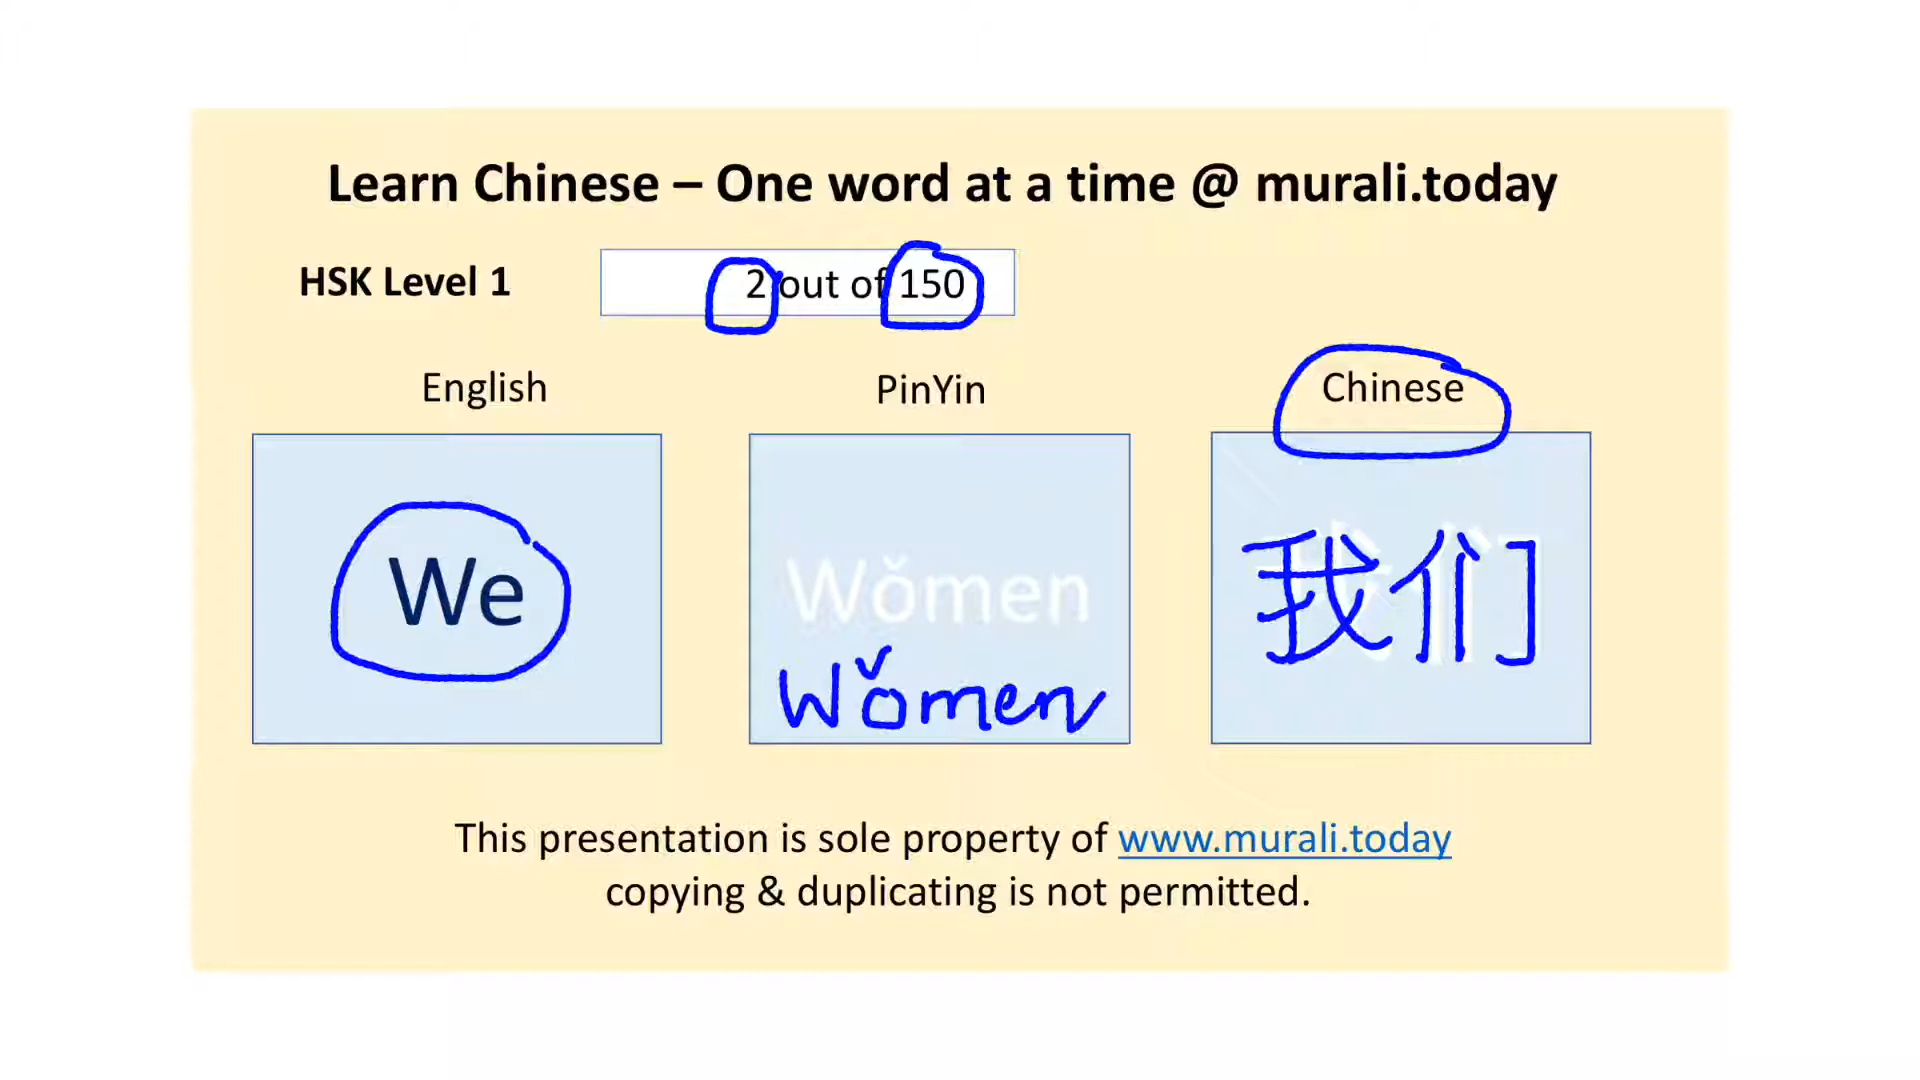 Learn Chinese – One word at a time @ murali.today
HSK Level 1
2 out of 150
English
PinYin
Chinese
We
Wǒmen
Wǒmen
我们
This presentation is sole property of www.murali.today
copying & duplicating is not permitted.